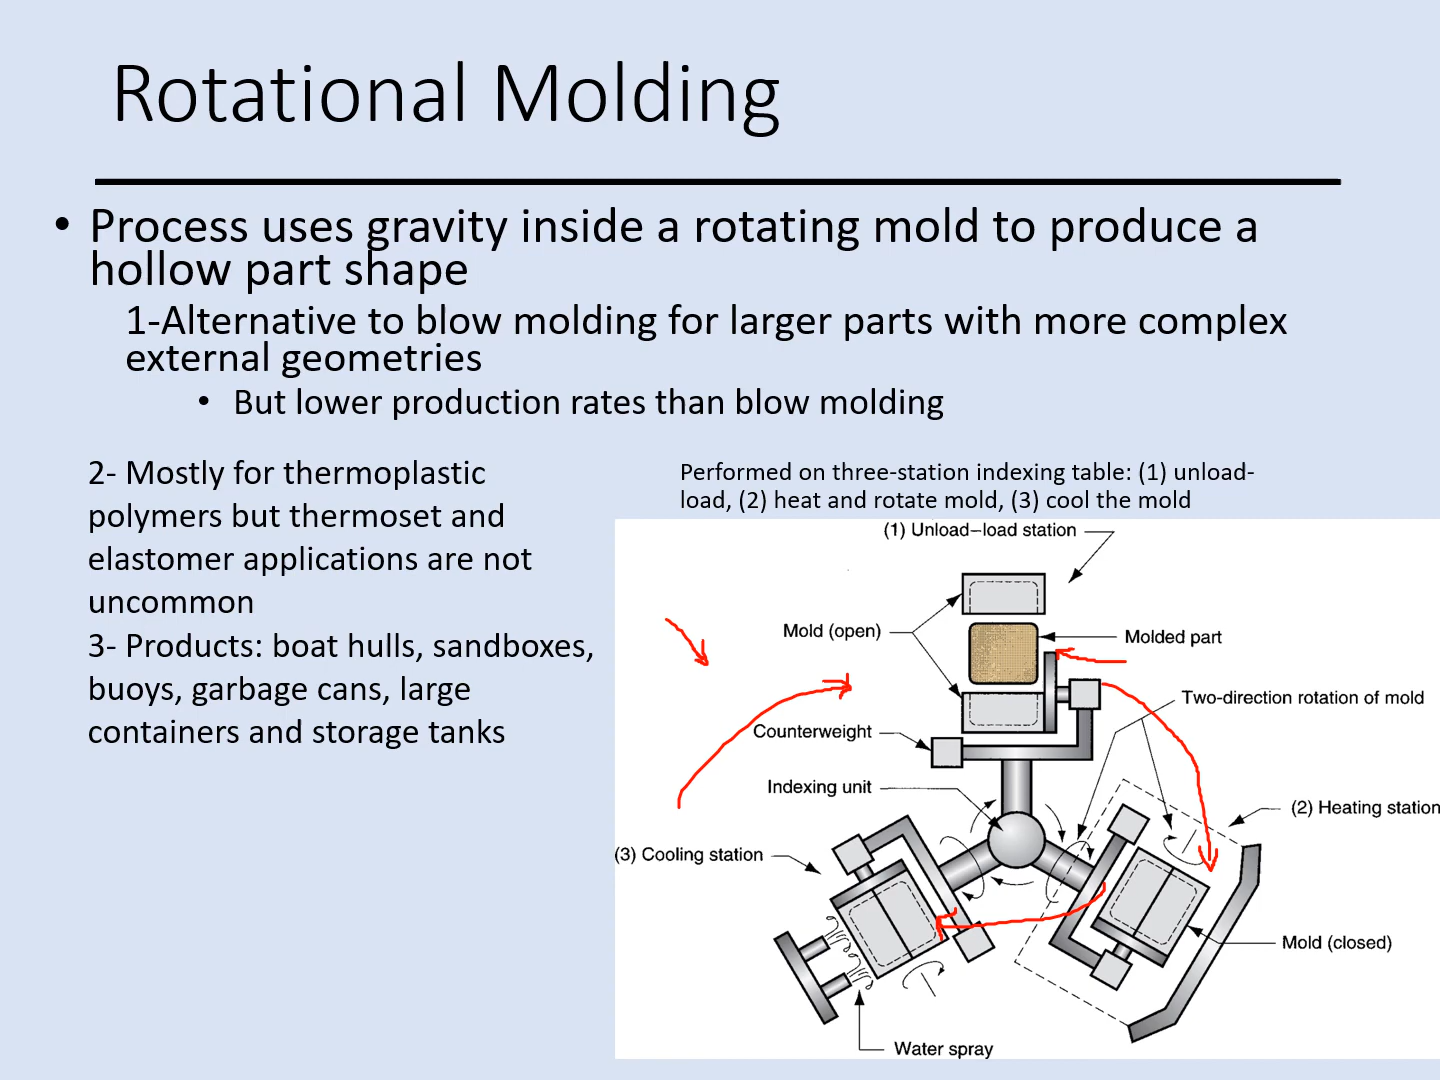 Rotational Molding
• Process uses gravity inside a rotating mold to produce a
hollow part shape
1-Alternative to blow molding for larger parts with more complex
external geometries
• But lower production rates than blow molding
2- Mostly for thermoplastic
polymers but thermoset and
elastomer applications are not
uncommon
3- Products: boat hulls, sandboxes,
buoys, garbage cans, large
containers and storage tanks
Performed on three-station indexing table: (1) unload-
load, (2) heat and rotate mold, (3) cool the mold
(1) Unload–load station
Mold (open)
Molded part
Two-direction rotation of mold
Counterweight
Indexing unit
(2) Heating station
(3) Cooling station
Mold (closed)
Water spray